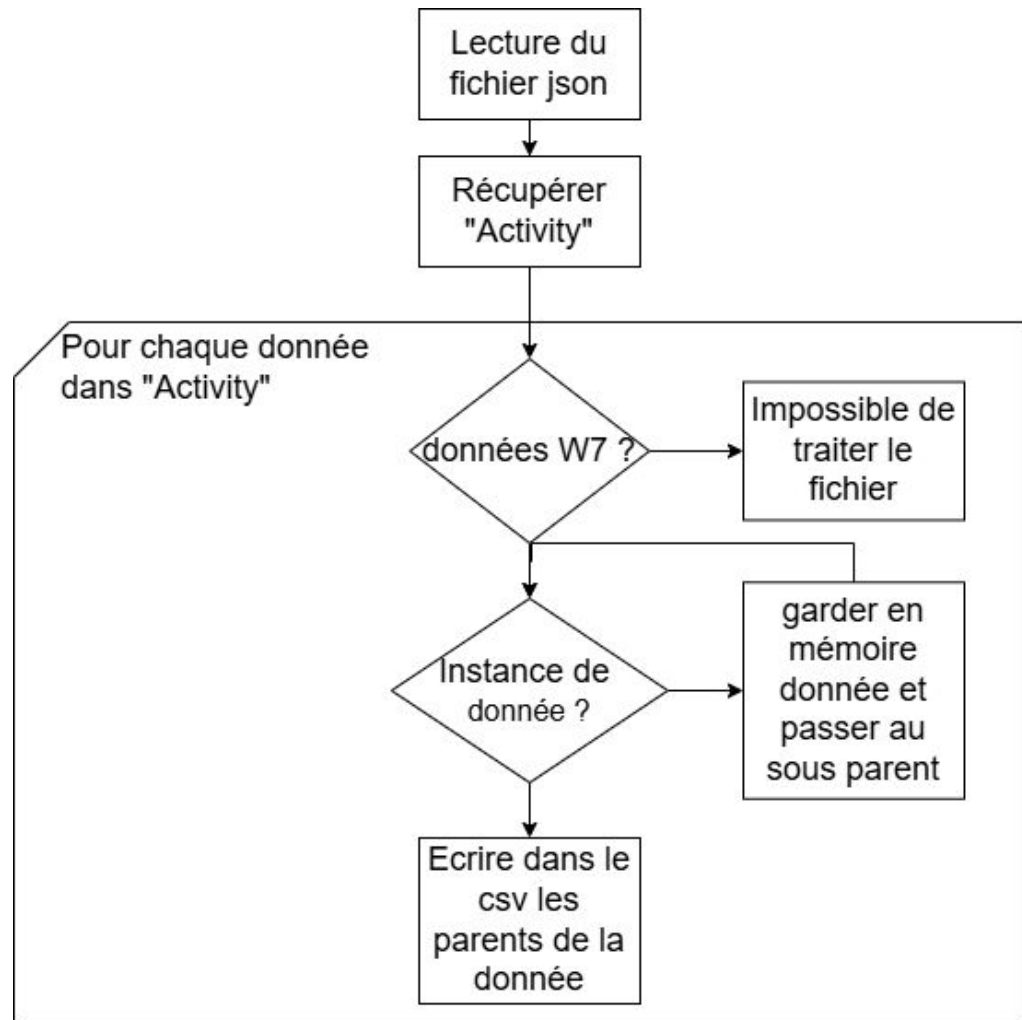 Lecture du
fichier json
Récupérer
"Activity"
Pour chaque donnée
dans "Activity"
données W7 ?
Impossible de
traiter le
fichier
Instance de
donnée ?
garder en
mémoire
donnée et
passer au
sous parent
Ecrire dans le
csv les
parents de la
donnée